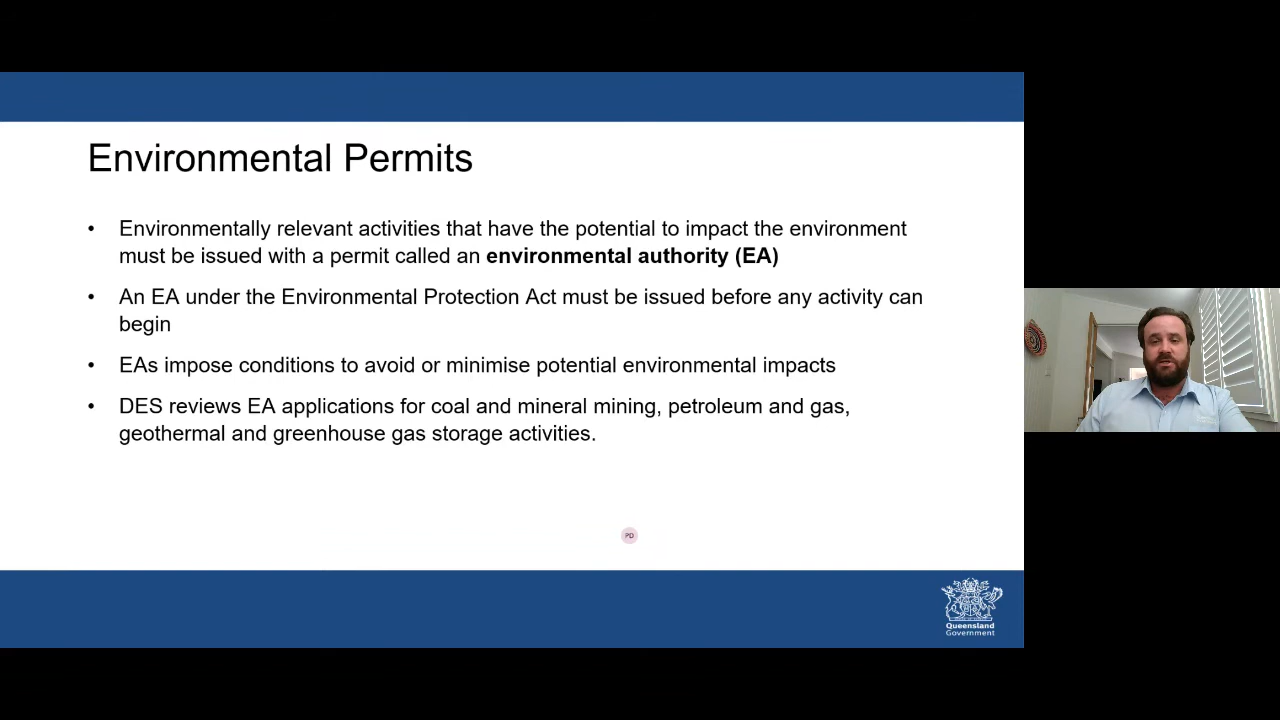 Environmental Permits
• Environmentally relevant activities that have the potential to impact the environment
must be issued with a permit called an environmental authority (EA)
• An EA under the Environmental Protection Act must be issued before any activity can
begin
• EAs impose conditions to avoid or minimise potential environmental impacts
• DES reviews EA applications for coal and mineral mining, petroleum and gas,
geothermal and greenhouse gas storage activities.
PD
Queensland
Government